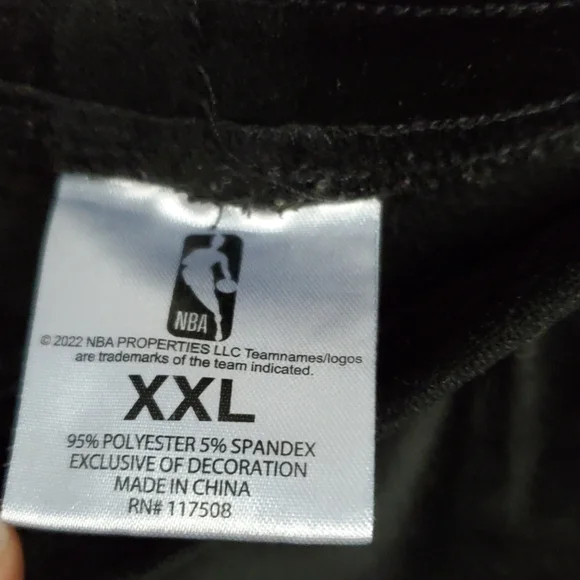 NBA
© 2022 NBA PROPERTIES LLC Teamnames/logos
are trademarks of the team indicated.
XXL
95% POLYESTER 5% SPANDEX
EXCLUSIVE OF DECORATION
MADE IN CHINA
RN# 117508